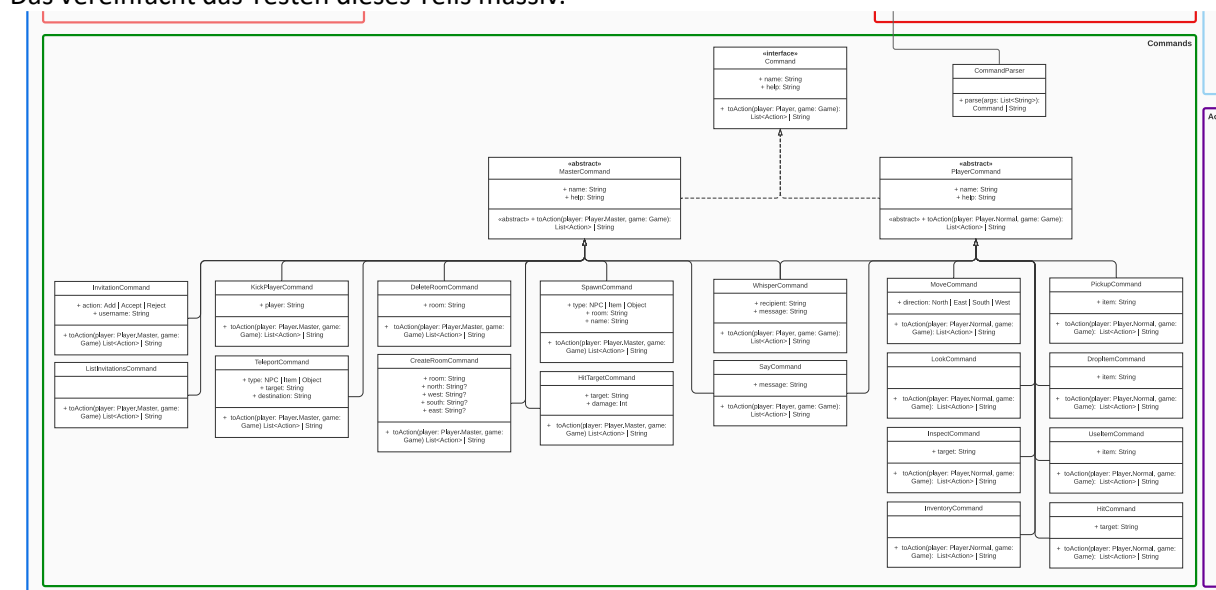 Das vereinfacht das Testen dieses Teils massiv.
Commands
«interface»
Command
+ name: String
+ help: String
+ toAction(player: Player, game: Game):
List<Action> | String
CommandParser
+ parse(args: List<String>):
Command | String
«abstract»
MasterCommand
+ name: String
+ help: String
«abstract» + toAction(player: Player.Master, game: Game):
List<Action> | String
«abstract»
PlayerCommand
+ name: String
+ help: String
«abstract» + toAction(player: Player.Normal, game: Game):
List<Action> | String
InvitationCommand
+ action: Add | Accept | Reject
+ username: String
+ toAction(player: Player.Master, game:
Game) List<Action> | String
ListInvitationsCommand
+ toAction(player: Player.Master, game:
Game) List<Action> | String
KickPlayerCommand
+ player: String
+ toAction(player: Player.Master, game:
Game): List<Action> | String
TeleportCommand
+ type: NPC | Item | Object
+ target: String
+ destination: String
+ toAction(player: Player.Master, game:
Game) List<Action> | String
DeleteRoomCommand
+ room: String
+ toAction(player: Player.Master, game:
Game) List<Action> | String
CreateRoomCommand
+ room: String
+ north: String?
+ west: String?
+ south: String?
+ east: String?
+ toAction(player: Player.Master, game:
Game) List<Action> | String
SpawnCommand
+ type: NPC | Item | Object
+ room: String
+ name: String
+ toAction(player: Player.Master, game:
Game) List<Action> | String
HitTargetCommand
+ target: String
+ damage: Int
+ toAction(player: Player.Master, game:
Game) List<Action> | String
WhisperCommand
+ recipient: String
+ message: String
+ toAction(player: Player, game: Game):
List<Action> | String
SayCommand
+ message: String
+ toAction(player: Player, game: Game):
List<Action> | String
MoveCommand
+ direction: North | East | South | West
+ toAction(player: Player.Normal, game:
Game): List<Action> | String
LookCommand
+ toAction(player: Player.Normal, game:
Game): List<Action> | String
InspectCommand
+ target: String
+ toAction(player: Player.Normal, game:
Game): List<Action> | String
InventoryCommand
+ toAction(player: Player.Normal, game:
Game): List<Action> | String
PickupCommand
+ item: String
+ toAction(player: Player.Normal, game:
Game): List<Action> | String
DropItemCommand
+ item: String
+ toAction(player: Player.Normal, game:
Game): List<Action> | String
UseItemCommand
+ item: String
+ toAction(player: Player.Normal, game:
Game): List<Action> | String
HitCommand
+ target: String
+ toAction(player: Player.Normal, game:
Game): List<Action> | String